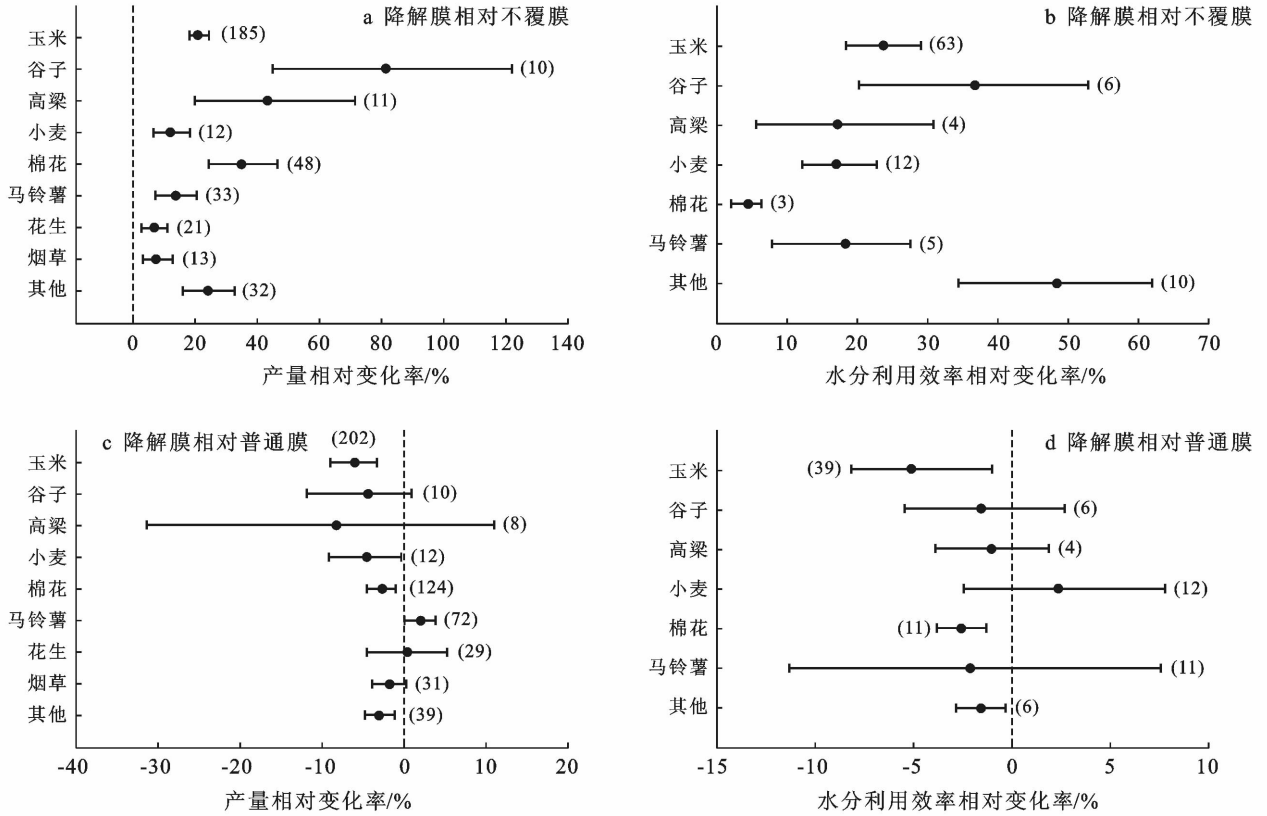 a 降解膜相对不覆膜
玉米 (185)
谷子 (10)
高粱 (11)
小麦 (12)
棉花 (48)
马铃薯 (33)
花生 (21)
烟草 (13)
其他 (32)
0 20 40 60 80 100 120 140
产量相对变化率/%
b 降解膜相对不覆膜
玉米 (63)
谷子 (6)
高粱 (4)
小麦 (12)
棉花 (3)
马铃薯 (5)
其他 (10)
0 10 20 30 40 50 60 70
水分利用效率相对变化率/%
c 降解膜相对普通膜
玉米 (202)
谷子 (10)
高粱 (8)
小麦 (12)
棉花 (124)
马铃薯 (72)
花生 (29)
烟草 (31)
其他 (39)
-40 -30 -20 -10 0 10 20
产量相对变化率/%
d 降解膜相对普通膜
玉米 (39)
谷子 (6)
高粱 (4)
小麦 (12)
棉花 (11)
马铃薯 (11)
其他 (6)
-15 -10 -5 0 5 10
水分利用效率相对变化率/%